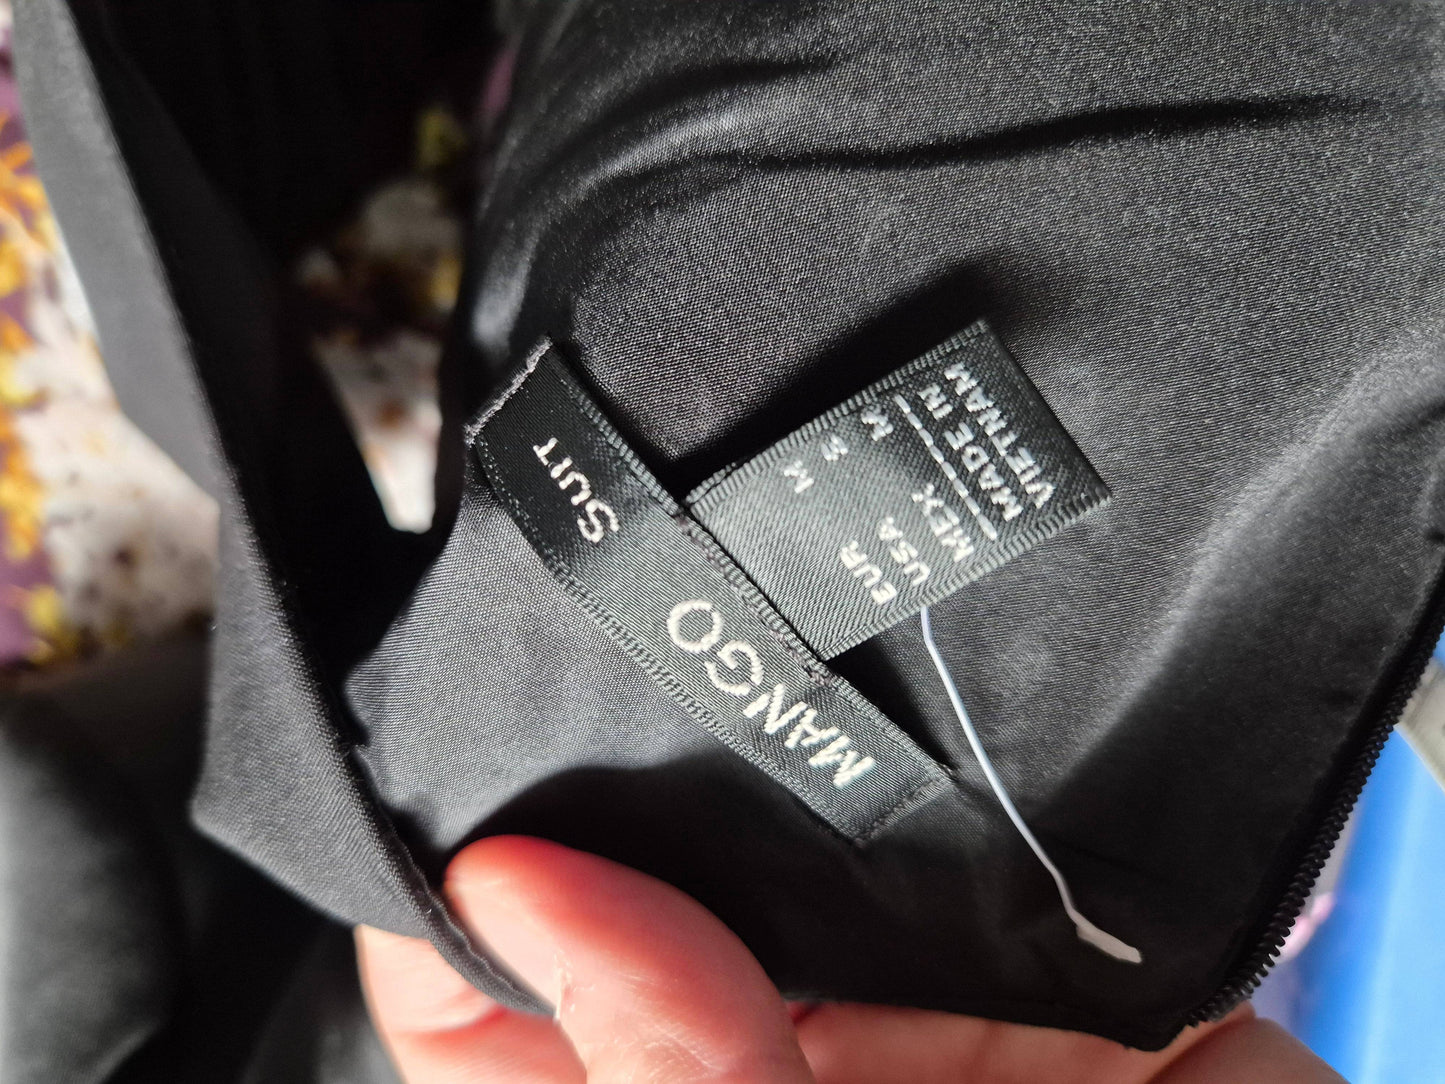 MANGO
SUIT
EUR M
USA S
MEX M
MADE IN
VIETNAM